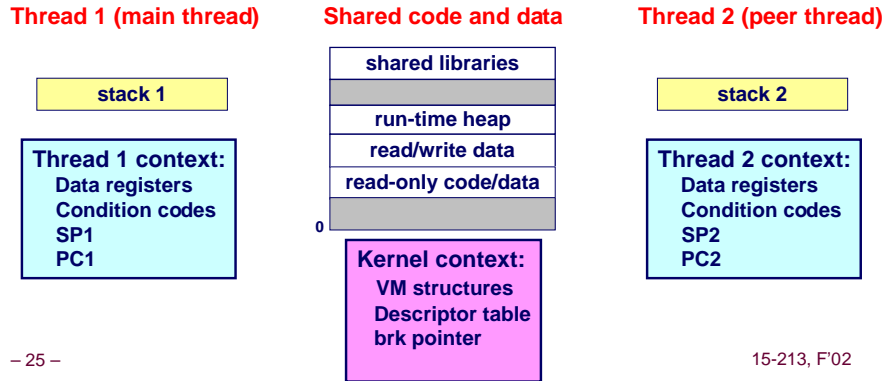 Thread 1 (main thread)
Shared code and data
Thread 2 (peer thread)
stack 1
Thread 1 context:
Data registers
Condition codes
SP1
PC1
shared libraries
run-time heap
read/write data
read-only code/data
0
Kernel context:
VM structures
Descriptor table
brk pointer
stack 2
Thread 2 context:
Data registers
Condition codes
SP2
PC2
– 25 –
15-213, F’02